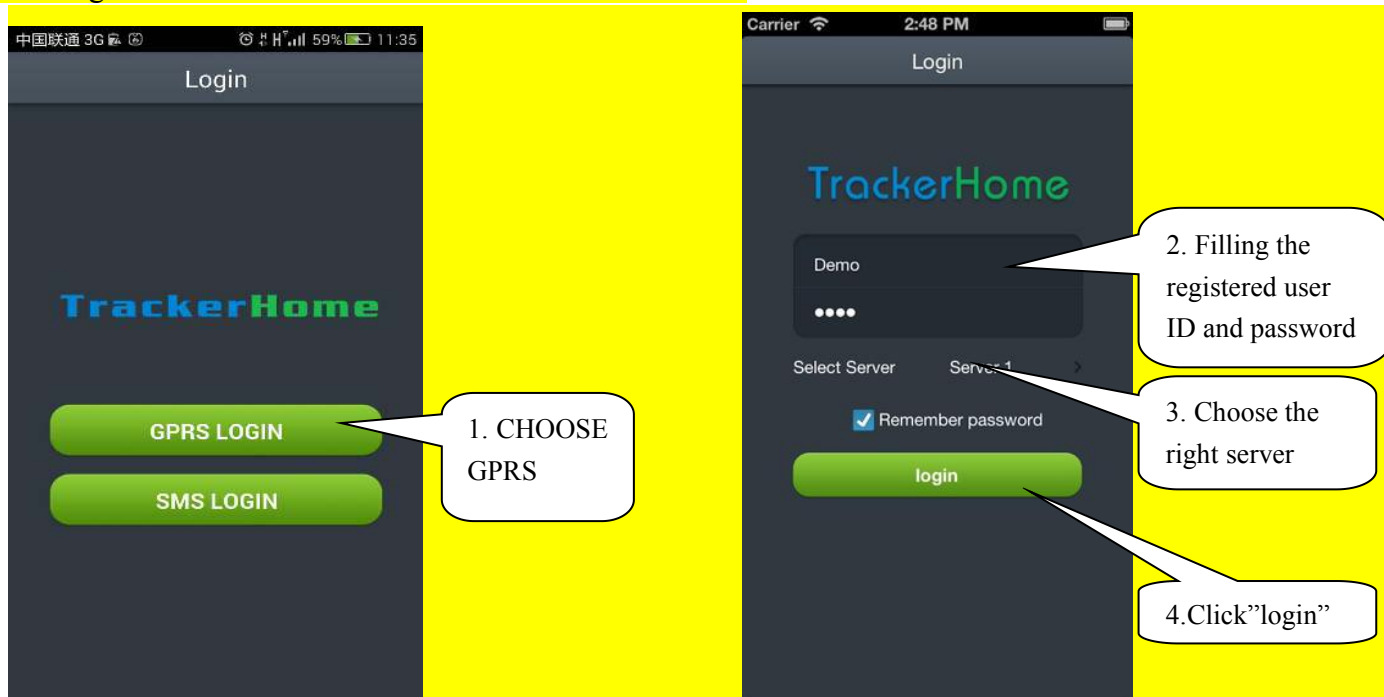 中国联通 3G 59% 11:35
Login
TrackerHome
GPRS LOGIN
SMS LOGIN
1. CHOOSE
GPRS
Carrier 2:48 PM
Login
TrackerHome
Demo
••••
Select Server Server 1 >
Remember password
login
2. Filling the
registered user
ID and password
3. Choose the
right server
4.Click”login”